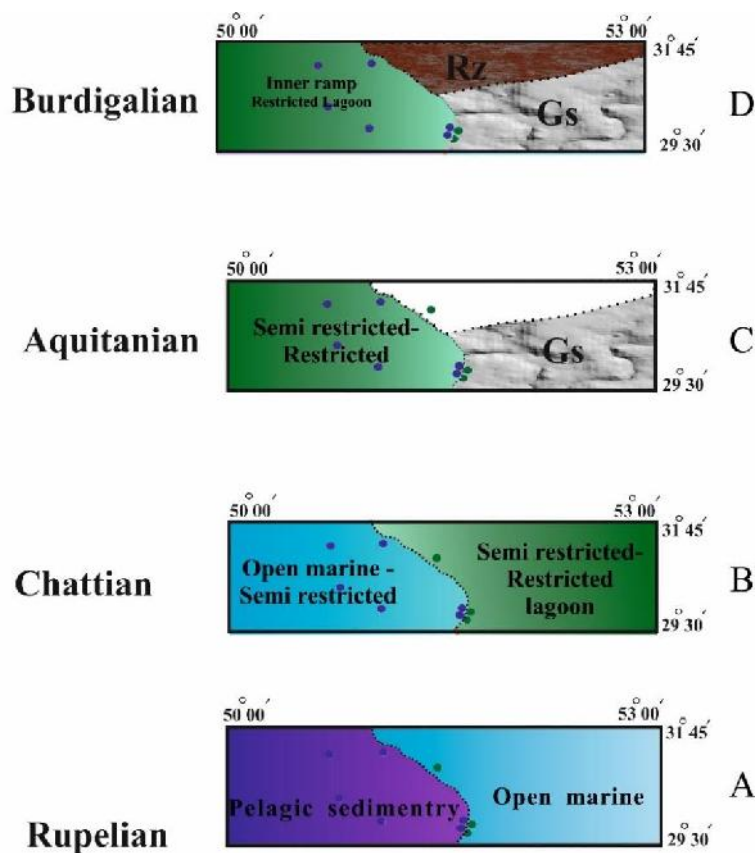 50° 00′
53° 00′
31° 45′
Burdigalian
Inner ramp
Restricted Lagoon
Rz
Gs
D
29° 30′
50° 00′
53° 00′
31° 45′
Aquitanian
Semi restricted-
Restricted
Gs
C
29° 30′
50° 00′
53° 00′
31° 45′
Chattian
Open marine -
Semi restricted
Semi restricted-
Restricted
lagoon
B
29° 30′
50° 00′
53° 00′
31° 45′
Rupelian
Pelagic sedimentry
Open marine
A
29° 30′